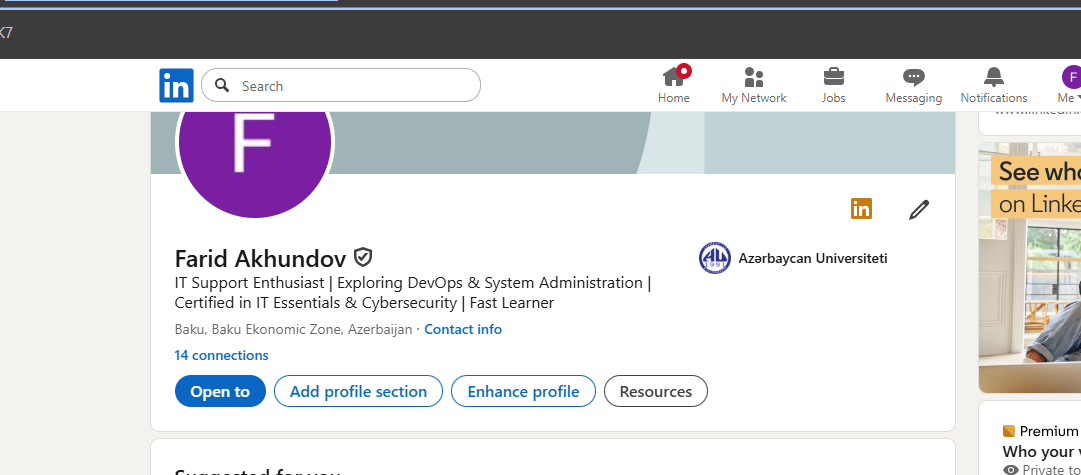 K7
in
Search
Home
My Network
Jobs
Messaging
Notifications
F
Me
F
See who
on Linke
in
Farid Akhundov
AU
1991
Azərbaycan Universiteti
IT Support Enthusiast | Exploring DevOps & System Administration |
Certified in IT Essentials & Cybersecurity | Fast Learner
Baku, Baku Ekonomic Zone, Azerbaijan · Contact info
14 connections
Open to
Add profile section
Enhance profile
Resources
Premium
Who your v
Private to
Suggested for you